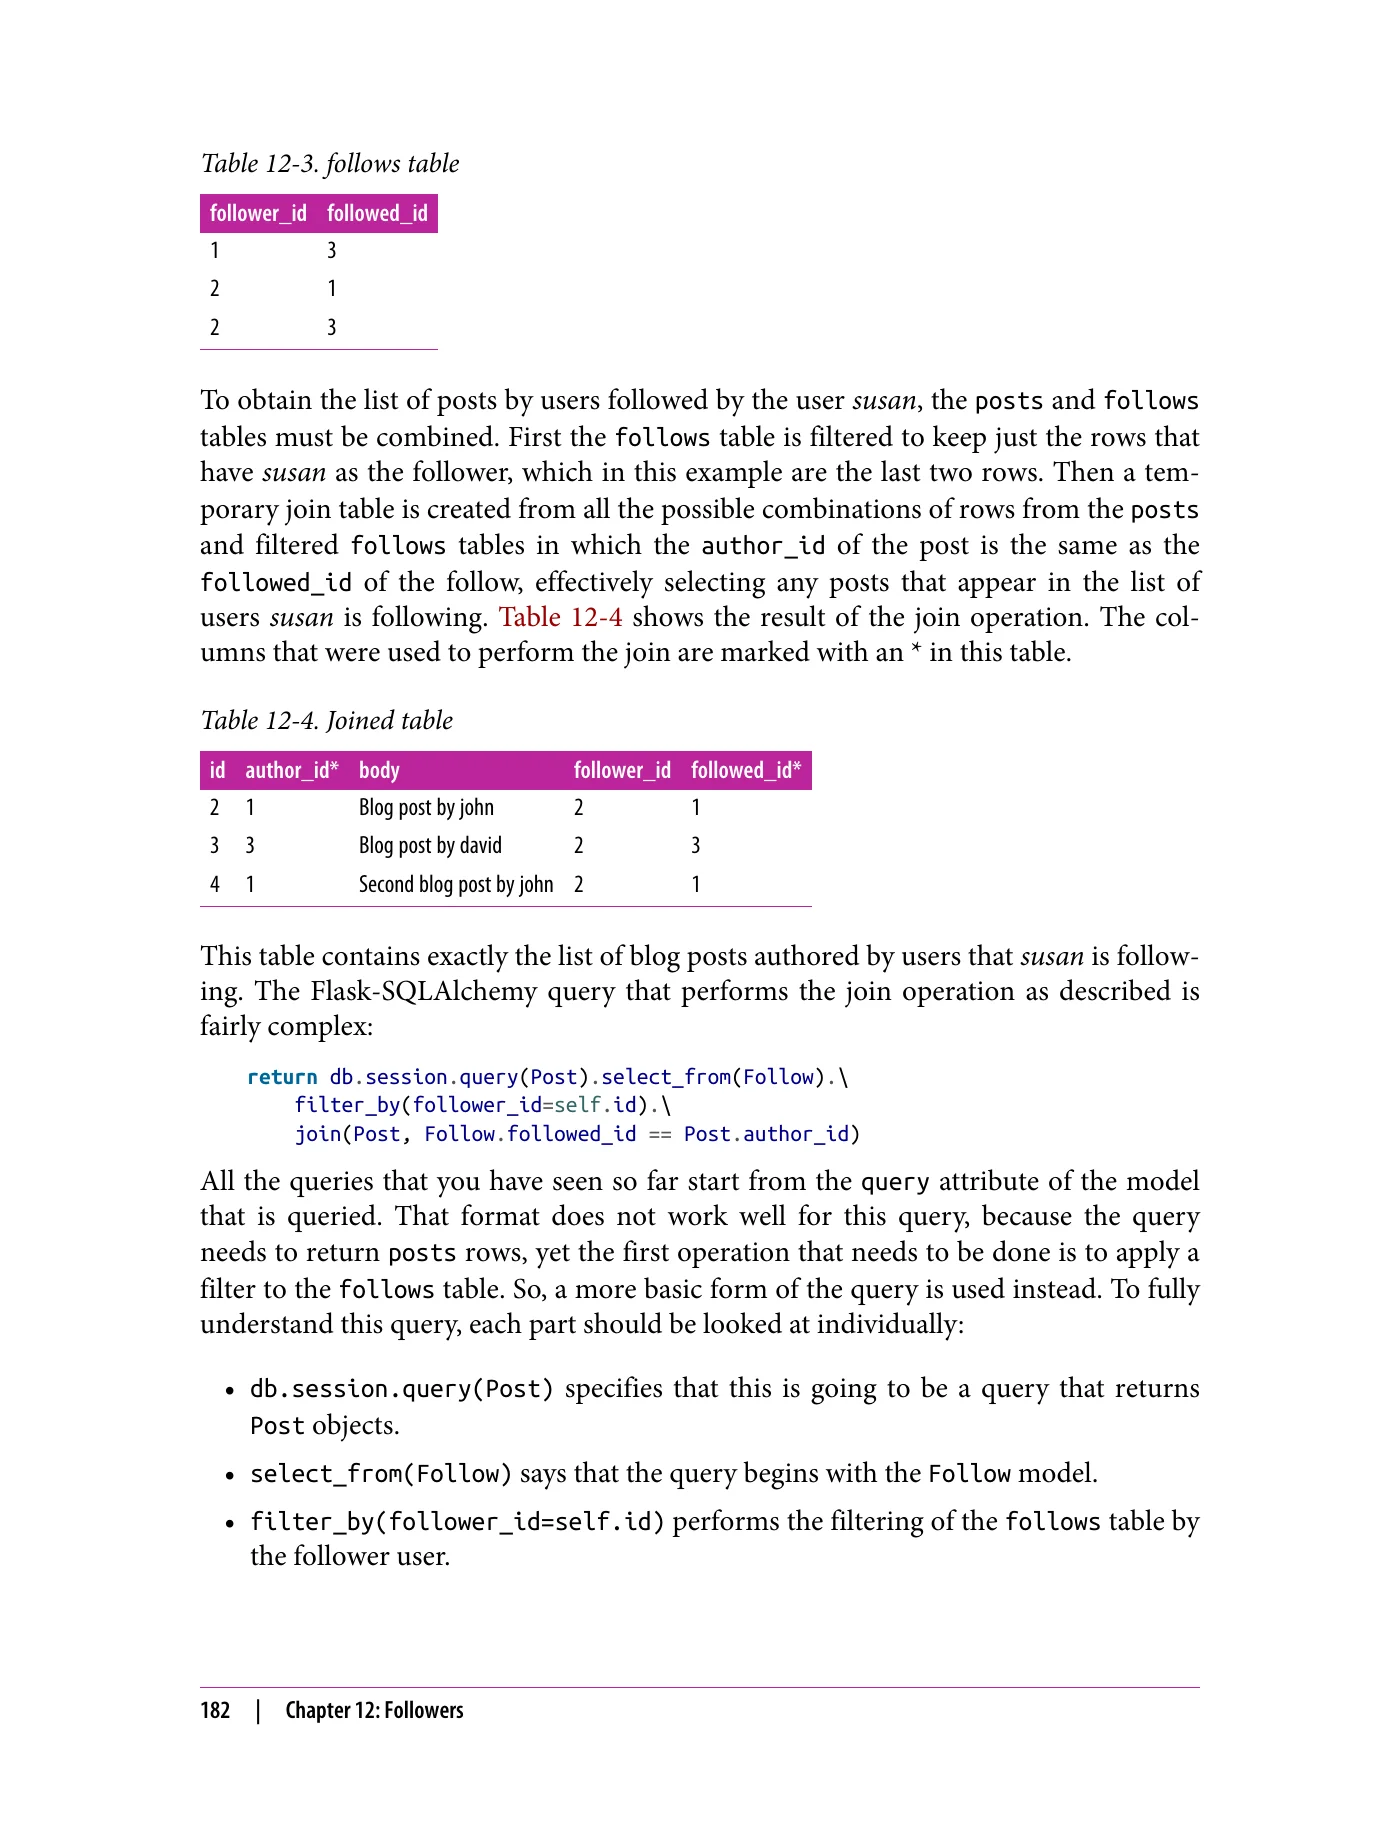 Table 12-3. follows table
follower_id followed_id
1 3
2 1
2 3
To obtain the list of posts by users followed by the user susan, the posts and follows
tables must be combined. First the follows table is filtered to keep just the rows that
have susan as the follower, which in this example are the last two rows. Then a tem-
porary join table is created from all the possible combinations of rows from the posts
and filtered follows tables in which the author_id of the post is the same as the
followed_id of the follow, effectively selecting any posts that appear in the list of
users susan is following. Table 12-4 shows the result of the join operation. The col-
umns that were used to perform the join are marked with an * in this table.
Table 12-4. Joined table
id author_id* body follower_id followed_id*
2 1 Blog post by john 2 1
3 3 Blog post by david 2 3
4 1 Second blog post by john 2 1
This table contains exactly the list of blog posts authored by users that susan is follow-
ing. The Flask-SQLAlchemy query that performs the join operation as described is
fairly complex:
return db.session.query(Post).select_from(Follow).\
filter_by(follower_id=self.id).\
join(Post, Follow.followed_id == Post.author_id)
All the queries that you have seen so far start from the query attribute of the model
that is queried. That format does not work well for this query, because the query
needs to return posts rows, yet the first operation that needs to be done is to apply a
filter to the follows table. So, a more basic form of the query is used instead. To fully
understand this query, each part should be looked at individually:
• db.session.query(Post) specifies that this is going to be a query that returns
Post objects.
• select_from(Follow) says that the query begins with the Follow model.
• filter_by(follower_id=self.id) performs the filtering of the follows table by
the follower user.
182 | Chapter 12: Followers